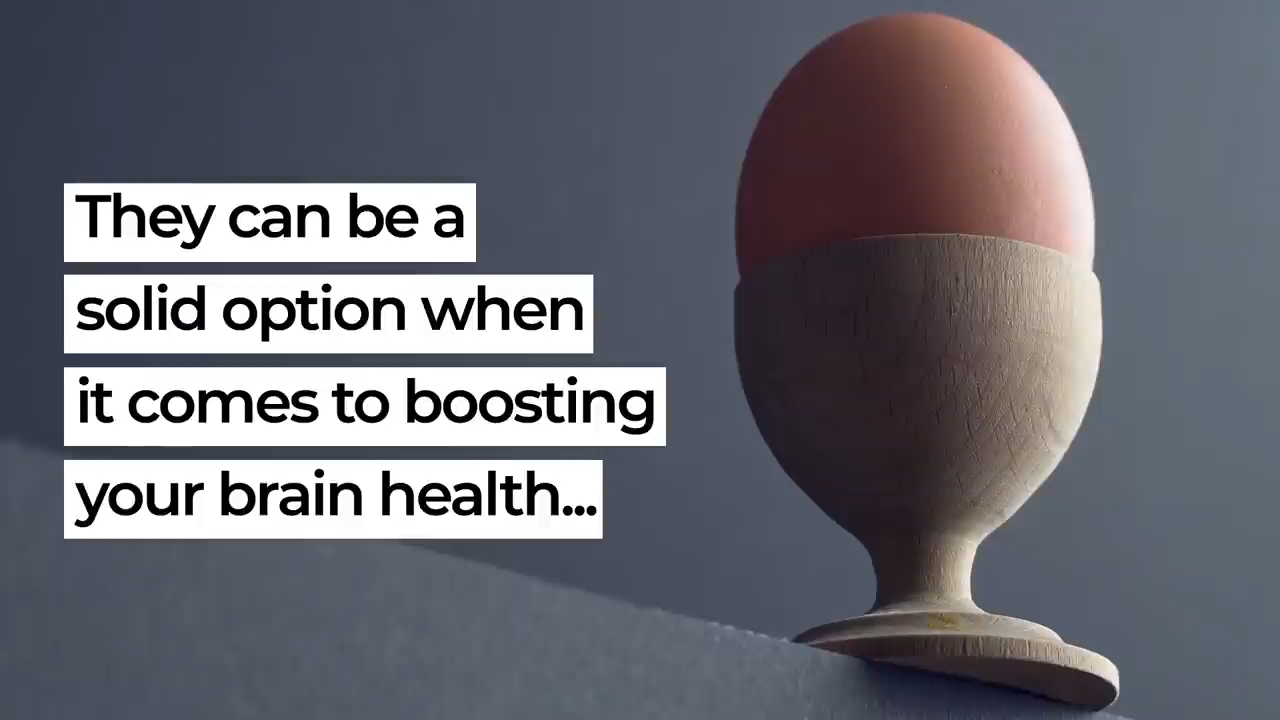 They can be a
solid option when
it comes to boosting
your brain health...